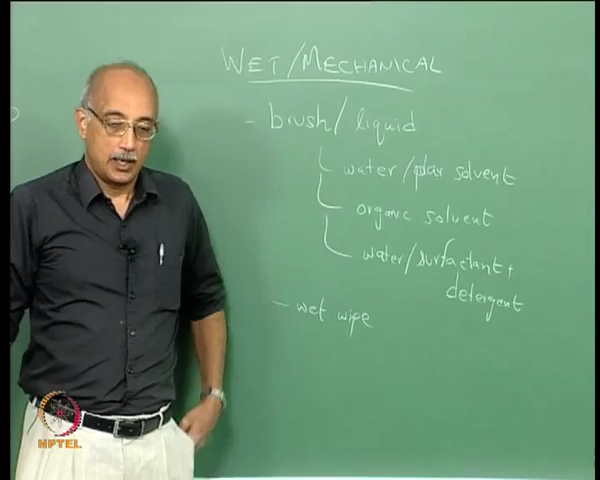 WET/MECHANICAL
- brush/liquid
water/polar solvent
organic solvent
water/surfactant +
detergent
- wet wipe
NPTEL